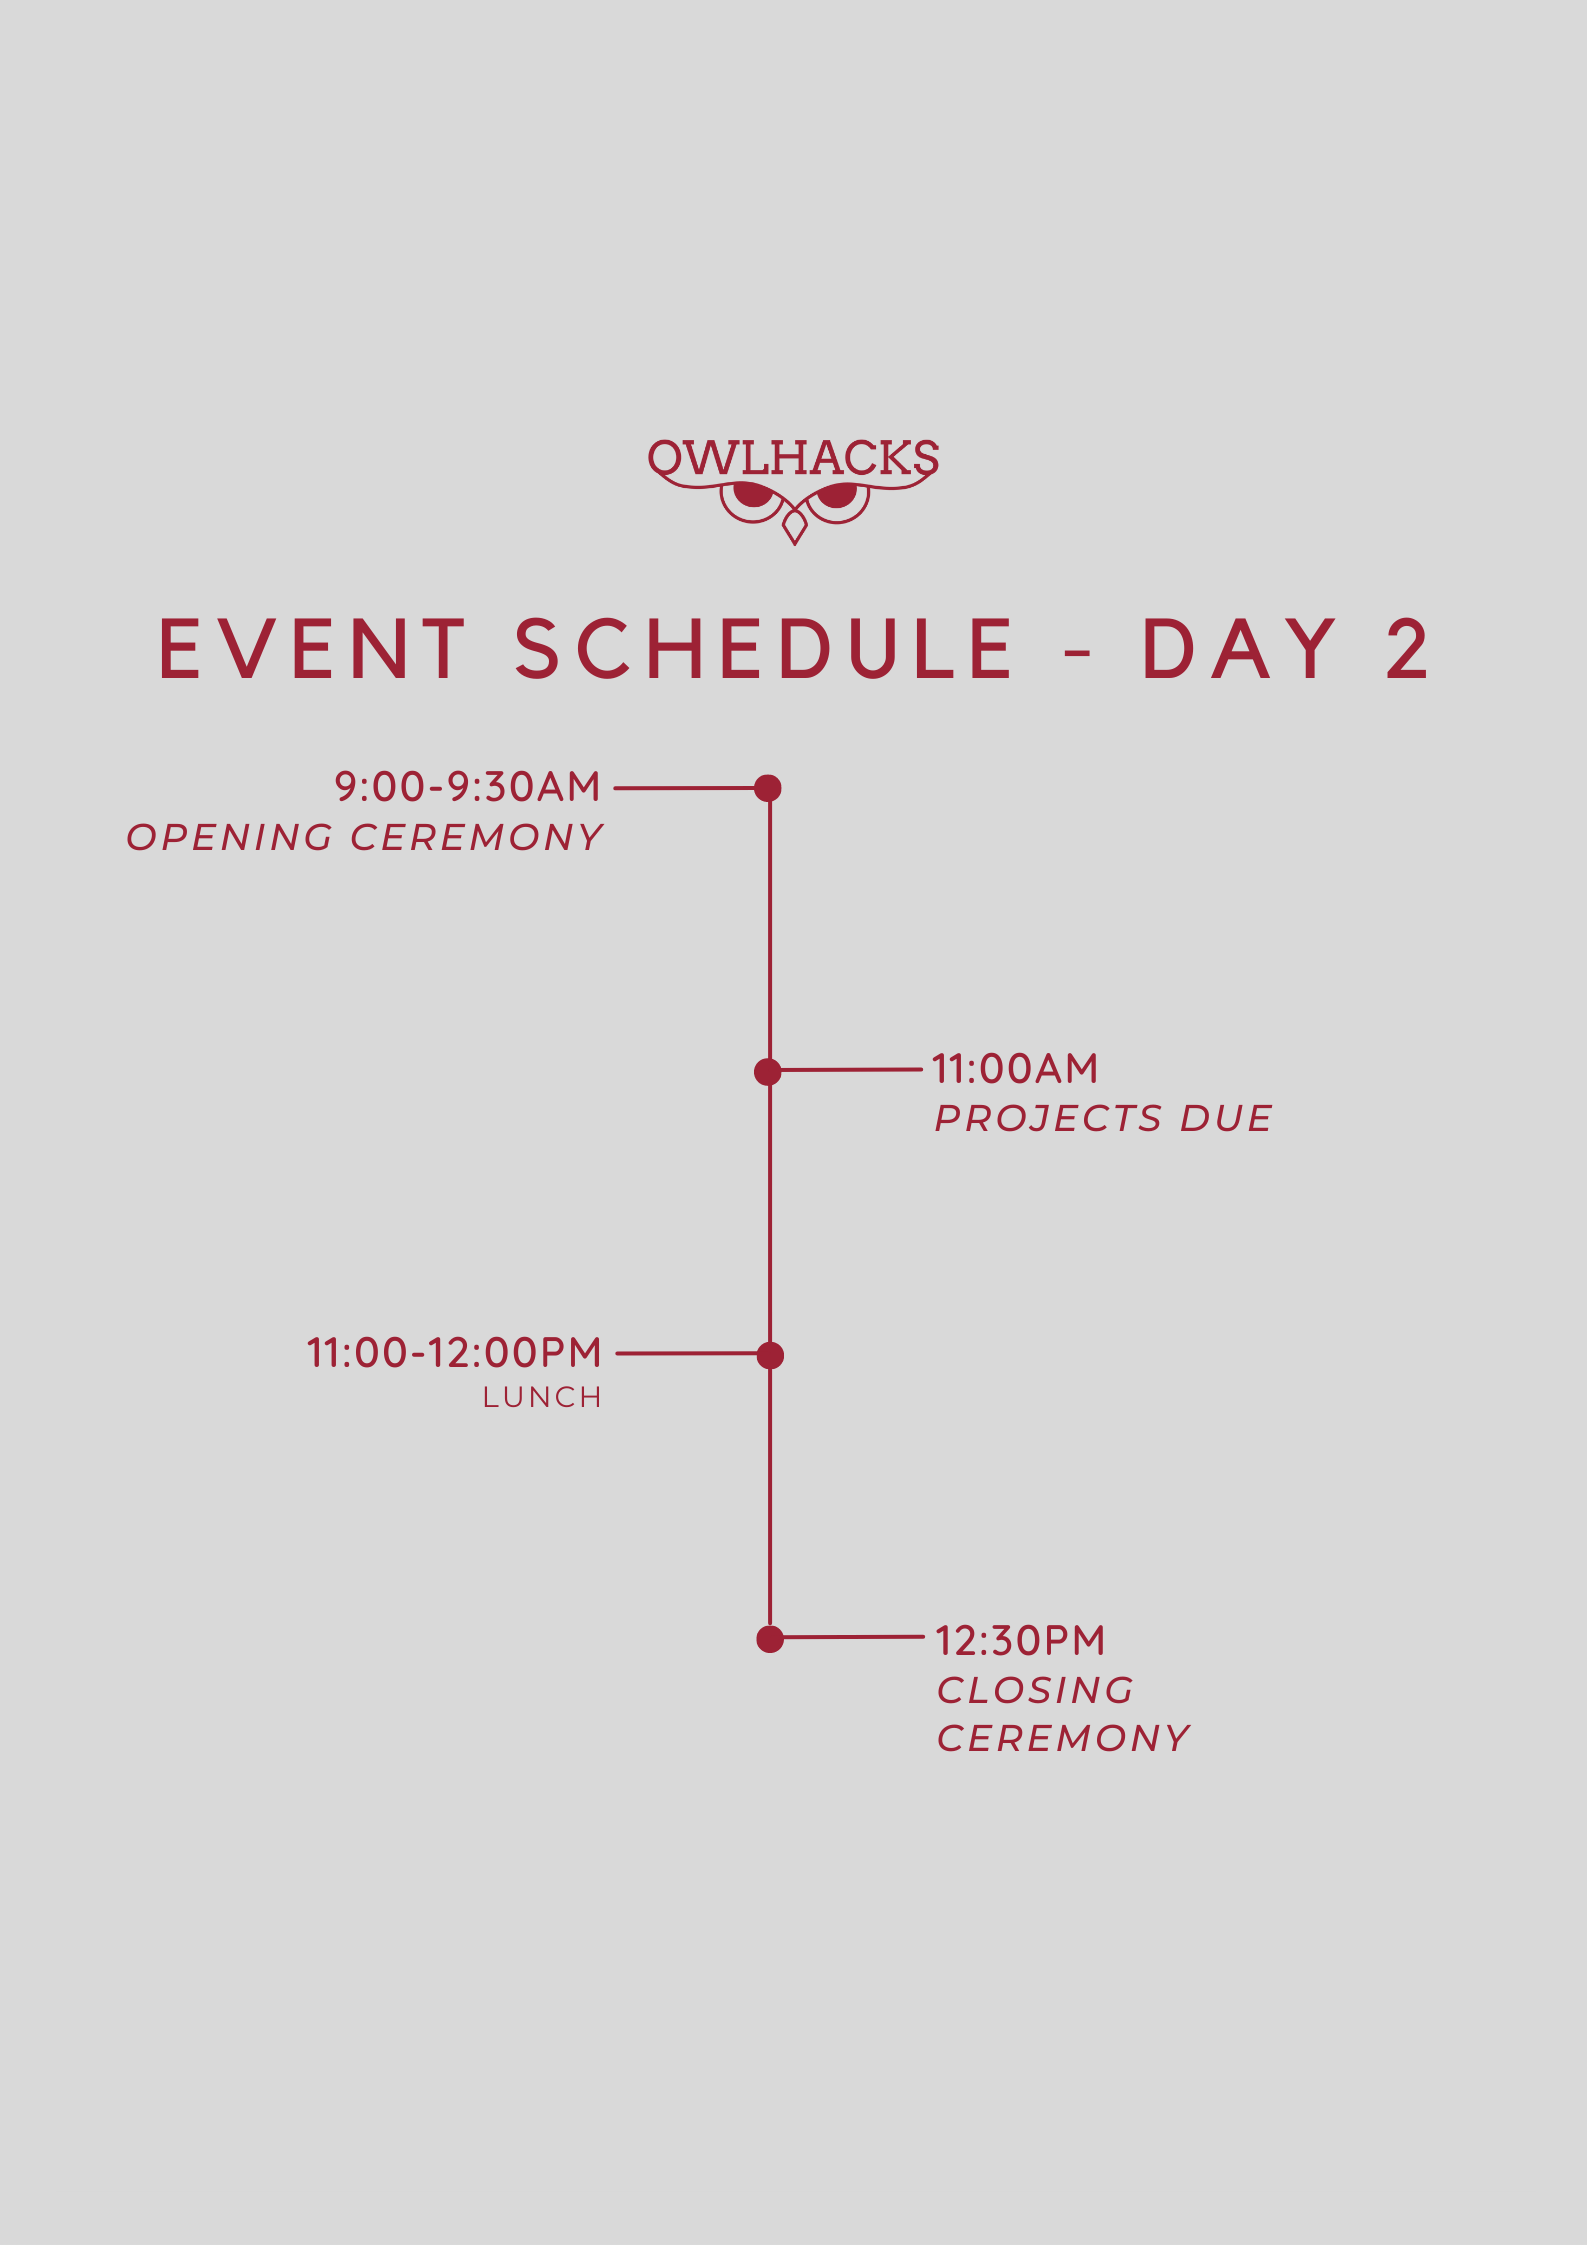 OWLHACKS
EVENT SCHEDULE - DAY 2
9:00-9:30AM
OPENING CEREMONY
11:00AM
PROJECTS DUE
11:00-12:00PM
LUNCH
12:30PM
CLOSING
CEREMONY